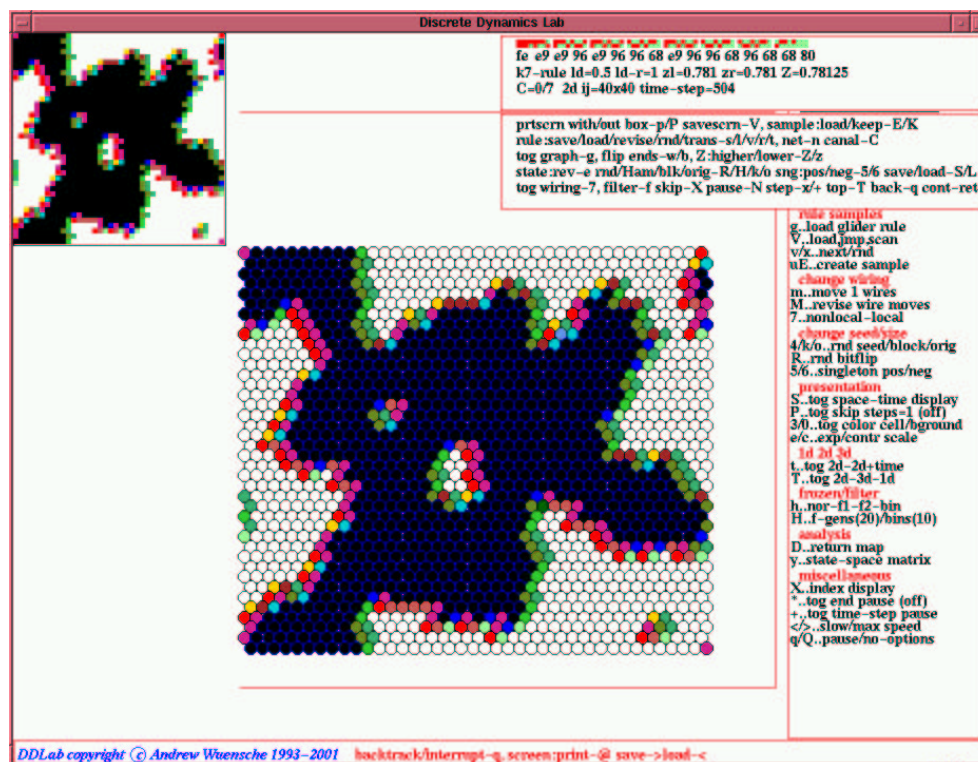 Discrete Dynamics Lab
fe e9 e9 96 e9 96 96 68 e9 96 96 68 96 68 68 80
k7-rule ld=0.5 ld-r=1 zl=0.781 zr=0.781 Z=0.78125
C=0/7 2d ij=40x40 time-step=504
prtscrn with/out box-p/P savescrn-V, sample:load/keep-E/K
rule:save/load/revise/rnd/trans-s/l/v/r/t, net-n canal-C
tog graph-g, flip ends-w/b, Z:higher/lower-Z/z
state:rev-e rnd/Ham/blk/orig-R/H/k/o sng:pos/neg-5/6 save/load-S/L
tog wiring-7, filter-f skip-X pause-N step-x/+ top-T back-q cont-ret
rule samples
g..load glider rule
V..load,jmp,scan
v/x..next/rnd
uE..create sample
change wiring
m..move 1 wires
M..revise wire moves
7..nonlocal-local
change seed/size
4/k/o..rnd seed/block/orig
R..rnd bitflip
5/6..singleton pos/neg
presentation
S..tog space-time display
P..tog skip steps=1 (off)
3/0..tog color cell/bground
e/c..exp/contr scale
1d 2d 3d
t..tog 2d-2d+time
T..tog 2d-3d-1d
frozen/filter
h..nor-f1-f2-bin
H..f-gens(20)/bins(10)
analysis
D..return map
y..state-space matrix
miscellaneous
X..index display
*..tog end pause (off)
+..tog time-step pause
</>..slow/max speed
q/Q..pause/no-options
DDLab copyright © Andrew Wuensche 1993-2001 backtrack/interrupt-q, screen:print-@ save->load-<